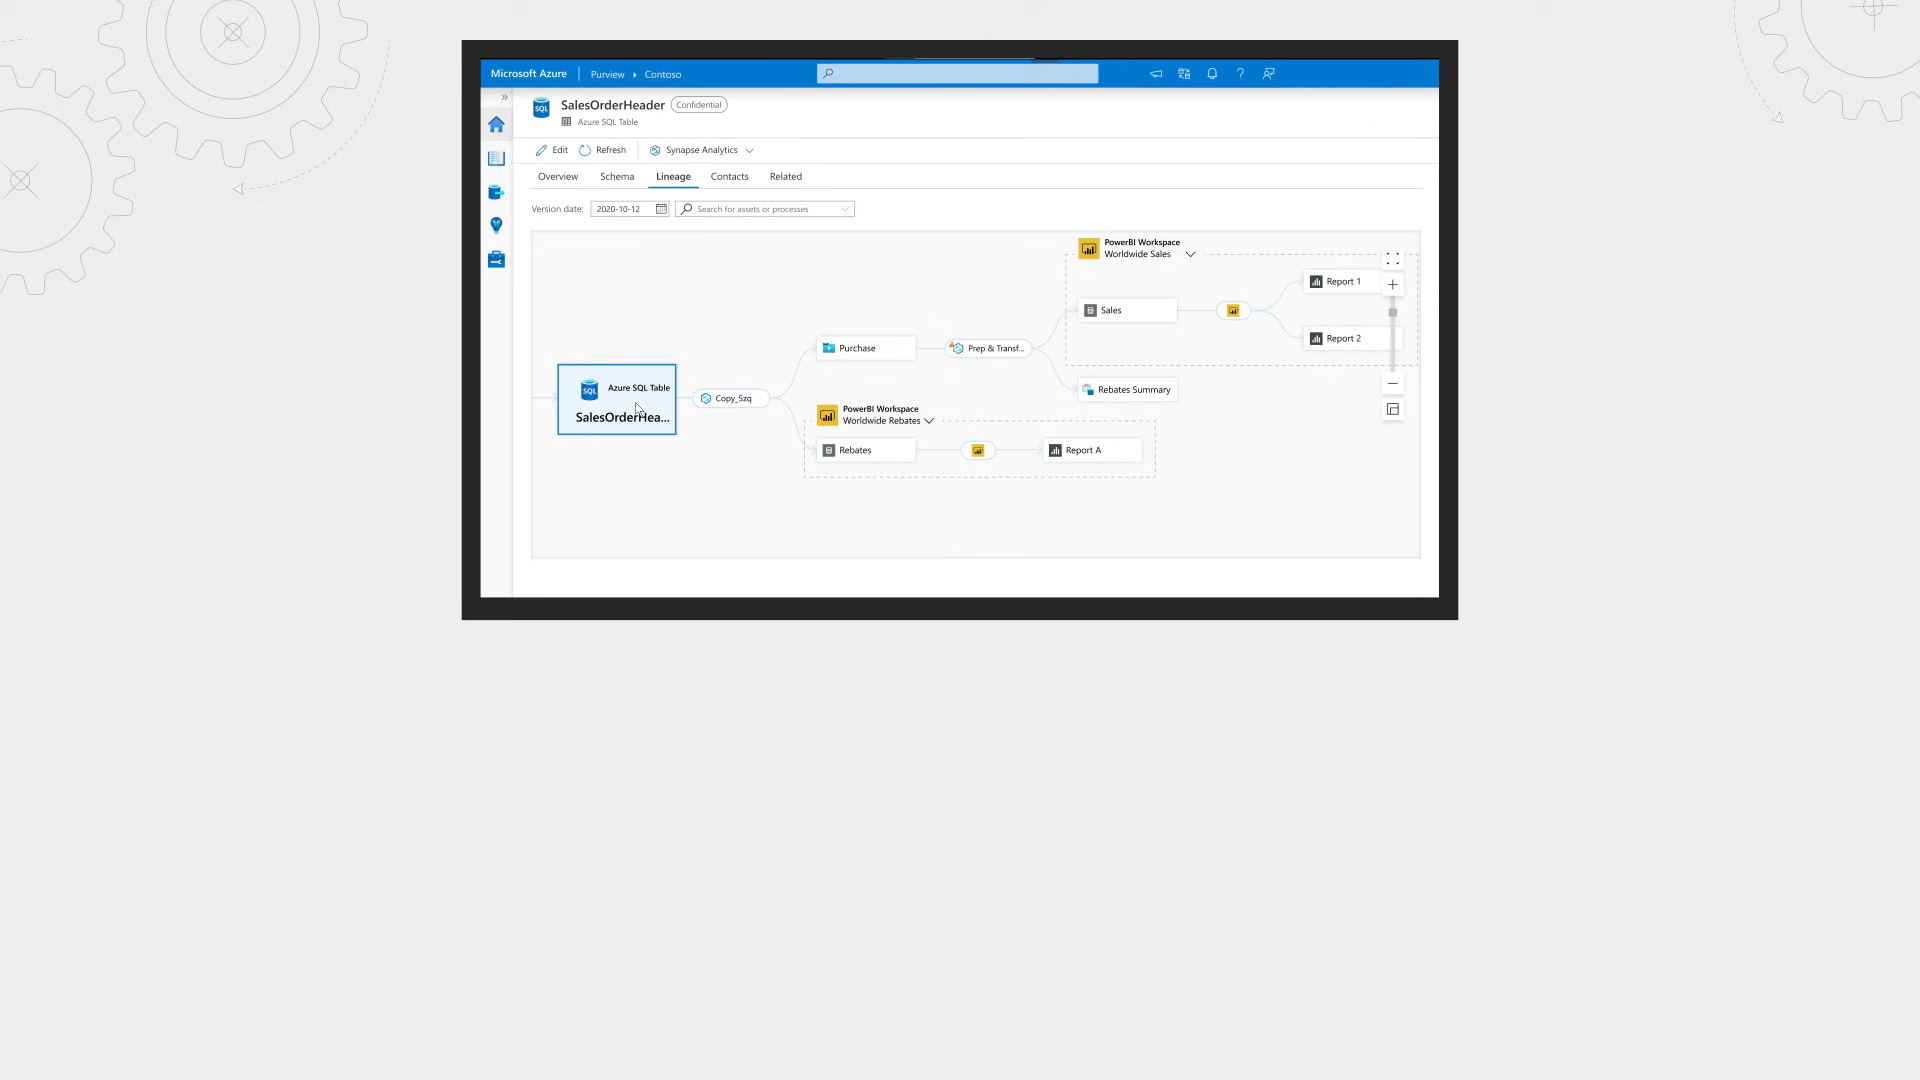 Microsoft Azure
Purview
Contoso
SQL
SalesOrderHeader
Confidential
Azure SQL Table
Edit
Refresh
Synapse Analytics
Overview
Schema
Lineage
Contacts
Related
Version date:
2020-10-12
Search for assets or processes
PowerBI Workspace
Worldwide Sales
Report 1
Sales
Report 2
Purchase
Prep & Transf...
SQL
Azure SQL Table
SalesOrderHea...
Copy_5zq
Rebates Summary
PowerBI Workspace
Worldwide Rebates
Rebates
Report A